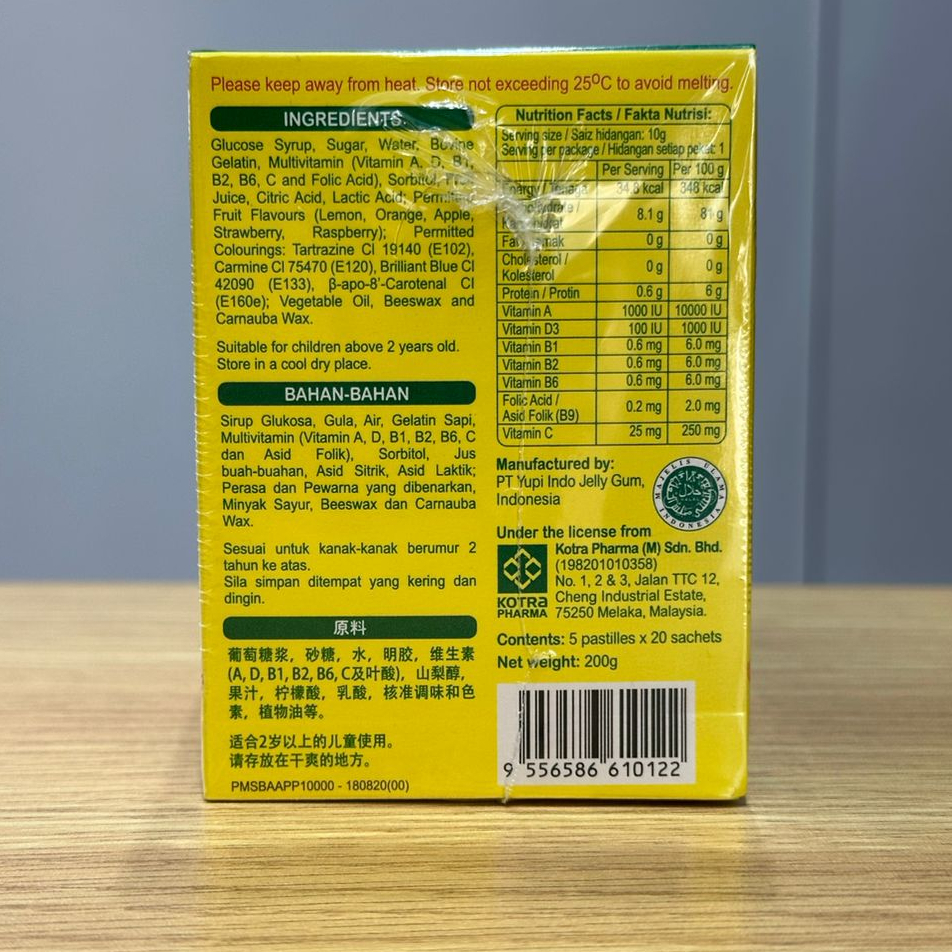 Please keep away from heat. Store not exceeding 25⁰C to avoid melting.
INGREDIENTS
Glucose Syrup, Sugar, Water, Bovine
Gelatin, Multivitamin (Vitamin A, D, B1,
B2, B6, C and Folic Acid), Sorbitol,
Juice, Citric Acid, Lactic Acid; Permitted
Fruit Flavours (Lemon, Orange, Apple,
Strawberry, Raspberry); Permitted
Colourings: Tartrazine CI 19140 (E102),
Carmine CI 75470 (E120), Brilliant Blue CI
42090 (E133), β-apo-8'-Carotenal CI
(E160e); Vegetable Oil, Beeswax and
Carnauba Wax.
Suitable for children above 2 years old.
Store in a cool dry place.
BAHAN-BAHAN
Sirup Glukosa, Gula, Air, Gelatin Sapi,
Multivitamin (Vitamin A, D, B1, B2, B6, C
dan Asid Folik), Sorbitol, Jus
buah-buahan, Asid Sitrik, Asid Laktik;
Perasa dan Pewarna yang dibenarkan,
Minyak Sayur, Beeswax dan Carnauba
Wax.
Sesuai untuk kanak-kanak berumur 2
tahun ke atas.
Sila simpan ditempat yang kering dan
dingin.
原料
葡萄糖浆，砂糖，水，明胶，维生素
(A, D, B1, B2, B6, C及叶酸)，山梨醇，
果汁，柠檬酸，乳酸，核准调味和色
素，植物油等。
适合2岁以上的儿童使用。
请存放在干爽的地方。
PMSBAAPP10000 - 180820(00)
Nutrition Facts / Fakta Nutrisi:
Serving size / Saiz hidangan: 10g
Serving per package / Hidangan setiap peket: 1
Per Serving Per 100 g
Energy / Tenaga 34.8 kcal 348 kcal
8.1 g 81 g
0 g 0 g
Cholesterol /
Kolesterol 0 g 0 g
Protein / Protin 0.6 g 6 g
Vitamin A 1000 IU 10000 IU
Vitamin D3 100 IU 1000 IU
Vitamin B1 0.6 mg 6.0 mg
Vitamin B2 0.6 mg 6.0 mg
Vitamin B6 0.6 mg 6.0 mg
Folic Acid /
Asid Folik (B9) 0.2 mg 2.0 mg
Vitamin C 25 mg 250 mg
Manufactured by:
PT Yupi Indo Jelly Gum,
Indonesia
MAJELIS ULAMA
حلال
INDONESIA
Under the license from
KOTRA
PHARMA
Kotra Pharma (M) Sdn. Bhd.
(198201010358)
No. 1, 2 & 3, Jalan TTC 12,
Cheng Industrial Estate,
75250 Melaka, Malaysia.
Contents: 5 pastilles x 20 sachets
Net weight: 200g
9 556586 610122